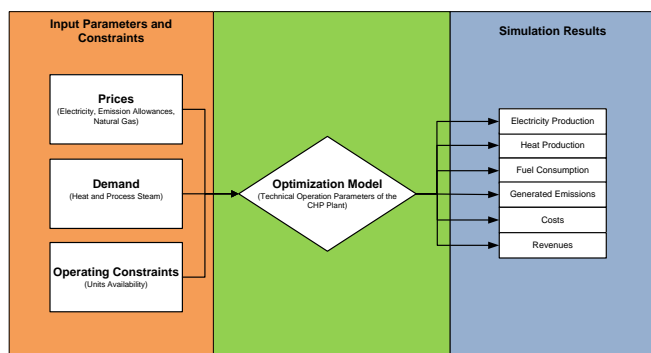 Input Parameters and
Constraints
Prices
(Electricity, Emission Allowances,
Natural Gas)
Demand
(Heat and Process Steam)
Operating Constraints
(Units Availability)
Optimization Model
(Technical Operation Parameters of the
CHP Plant)
Simulation Results
Electricity Production
Heat Production
Fuel Consumption
Generated Emissions
Costs
Revenues